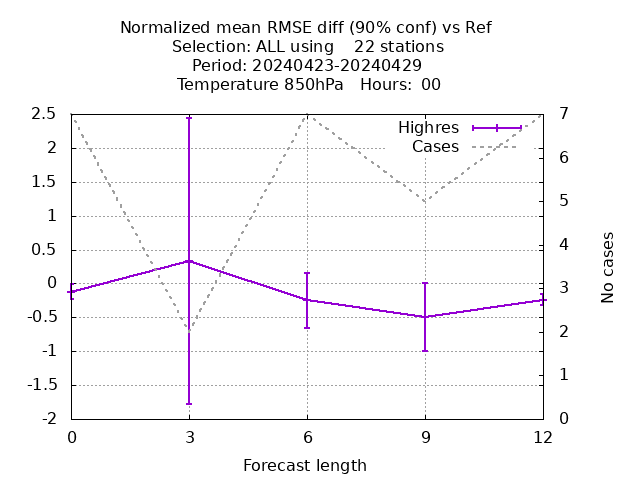 Normalized mean RMSE diff (90% conf) vs Ref
Selection: ALL using    22 stations
Period: 20240423-20240429
Temperature 850hPa   Hours:  00
2.5
2
1.5
1
0.5
0
-0.5
-1
-1.5
-2
Highres
Cases
7
6
5
4
3
2
1
0
No cases
0 3 6 9 12
Forecast length